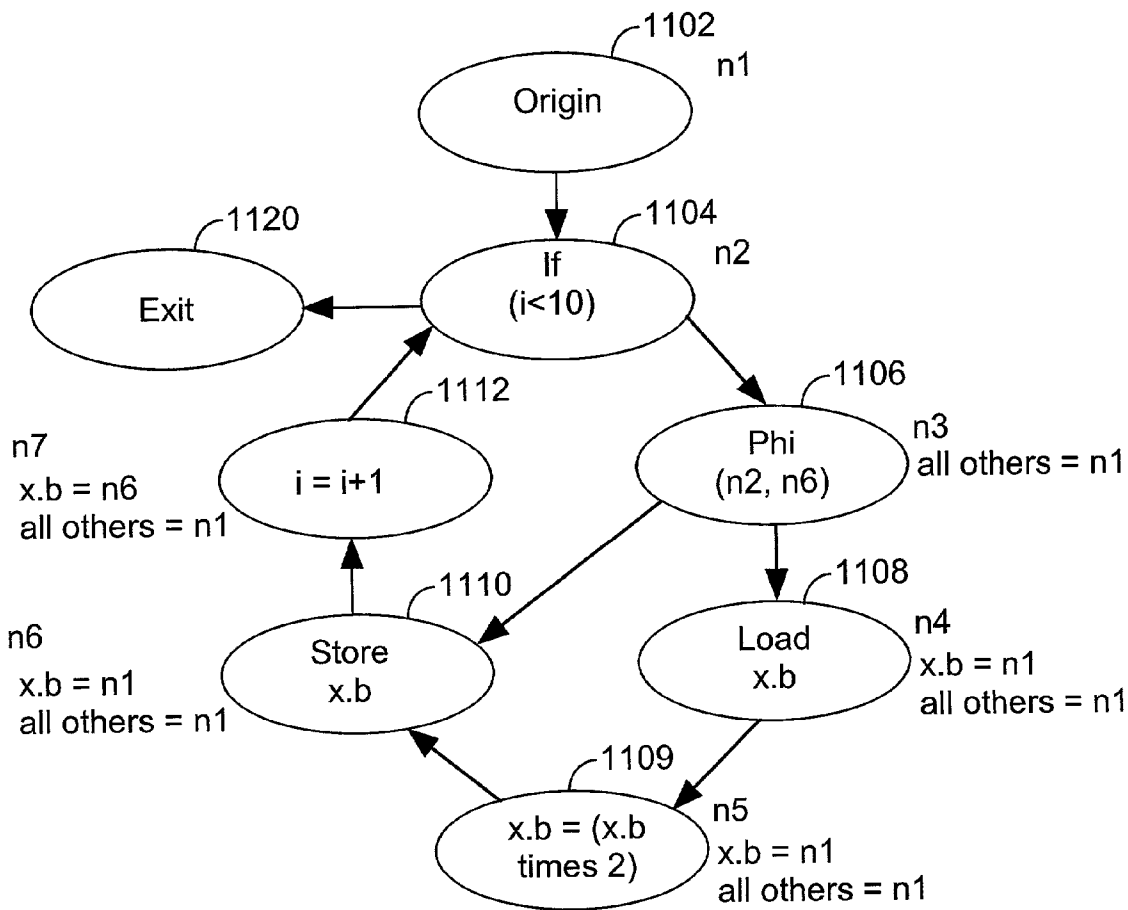 1102
n1
Origin
1120
1104
n2
If
(i<10)
Exit
1112
1106
n7
x.b = n6
all others = n1
i = i+1
Phi
(n2, n6)
n3
all others = n1
1110
1108
n6
x.b = n1
all others = n1
Store
x.b
Load
x.b
n4
x.b = n1
all others = n1
1109
x.b = (x.b
times 2)
n5
x.b = n1
all others = n1